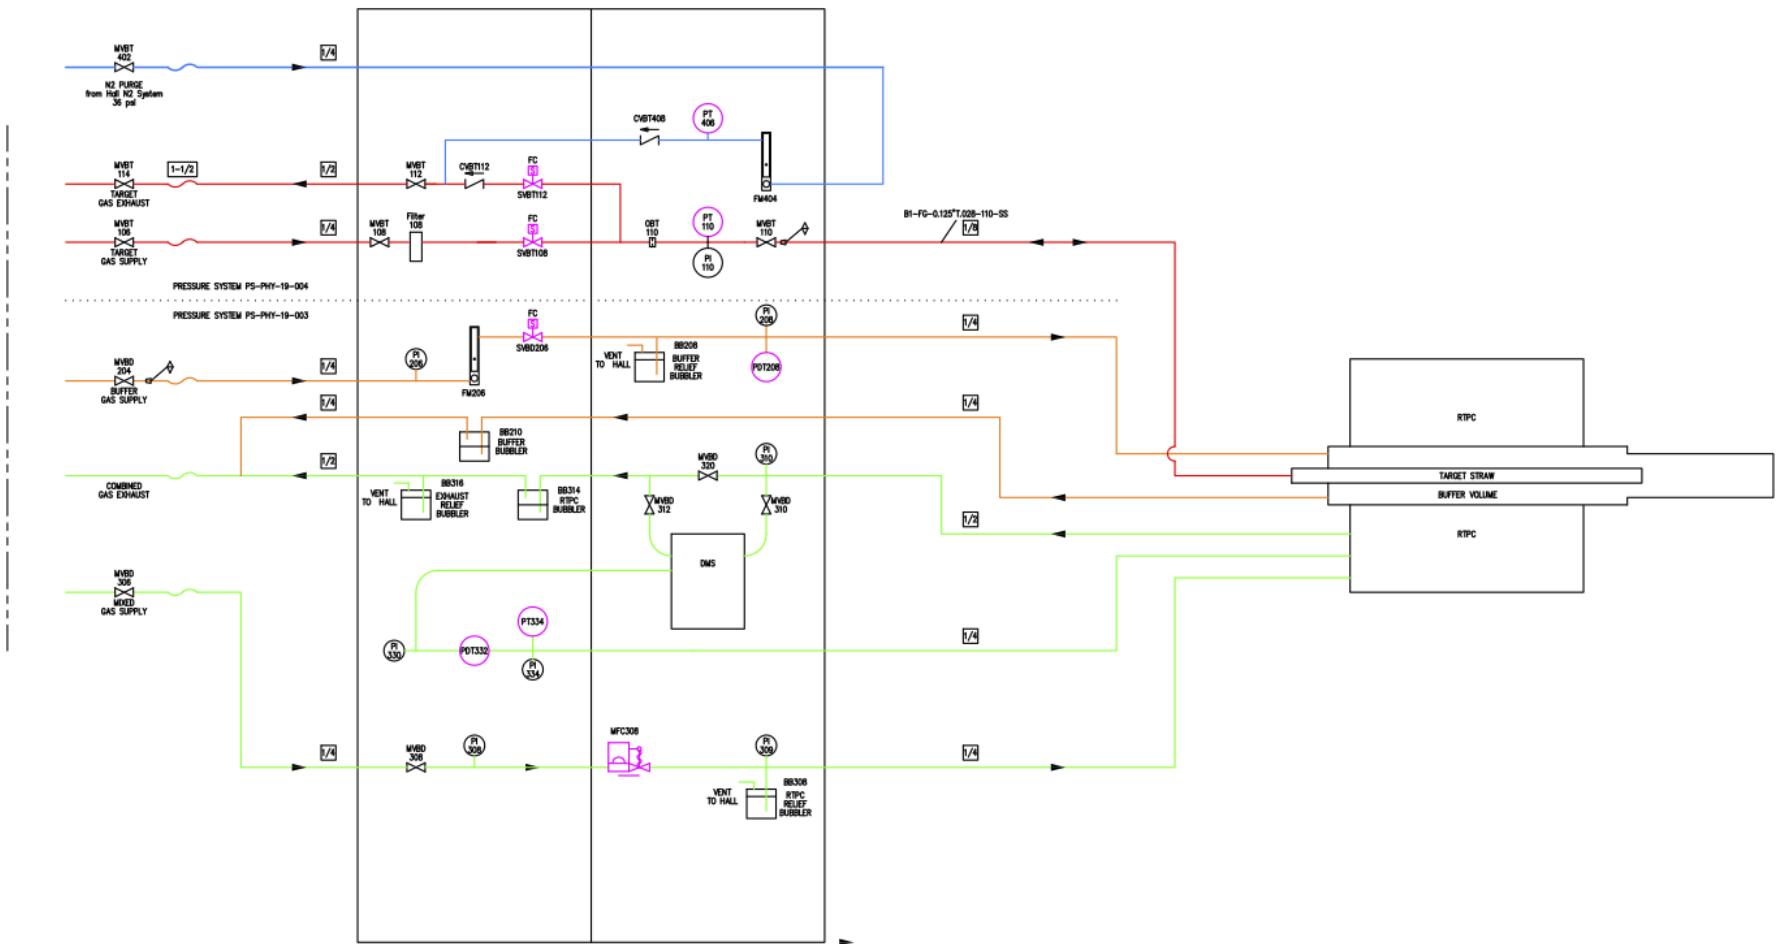 MVBT
402
1/4
N2 PURGE
from Hall N2 System
36 psi
CVBT408
PT
406
FM404
MVBT
114
1-1/2
1/2
TARGET
GAS EXHAUST
MVBT
112
CVBT112
FC
S
SVBT112
MVBT
106
1/4
TARGET
GAS SUPPLY
MVBT
108
Filter
108
FC
S
SVBT108
OBT
110
PT
110
PI
110
MVBT
110
B1-FG-0.125"T.028-110-SS
1/8
PRESSURE SYSTEM PS-PHY-19-004
PRESSURE SYSTEM PS-PHY-19-003
MVBD
204
BUFFER
GAS SUPPLY
1/4
PI
206
FM206
FC
S
SVBD206
VENT
TO HALL
BB208
BUFFER
RELIEF
BUBBLER
PI
208
PDT208
1/4
1/4
BB210
BUFFER
BUBBLER
1/4
COMBINED
GAS EXHAUST
1/2
VENT
TO HALL
BB316
EXHAUST
RELIEF
BUBBLER
BB314
RTPC
BUBBLER
MVBD
320
PI
310
MVBD
312
MVBD
310
DMS
1/2
RTPC
TARGET STRAW
BUFFER VOLUME
RTPC
MVBD
306
MIXED
GAS SUPPLY
PI
330
PDT332
PT334
PI
334
1/4
1/4
MVBD
308
PI
308
MFC308
PI
309
1/4
VENT
TO HALL
BB308
RTPC
RELIEF
BUBBLER